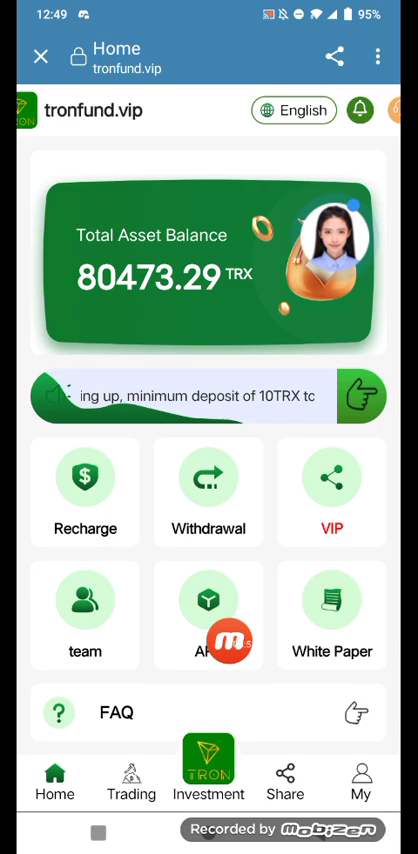 12:49
95%
Home
tronfund.vip
TRON
tronfund.vip
English
Total Asset Balance
80473.29 TRX
ing up, minimum deposit of 10TRX to
Recharge
Withdrawal
VIP
team
White Paper
? FAQ
TRON
Home
Trading
Investment
Share
My
Recorded by mobizen